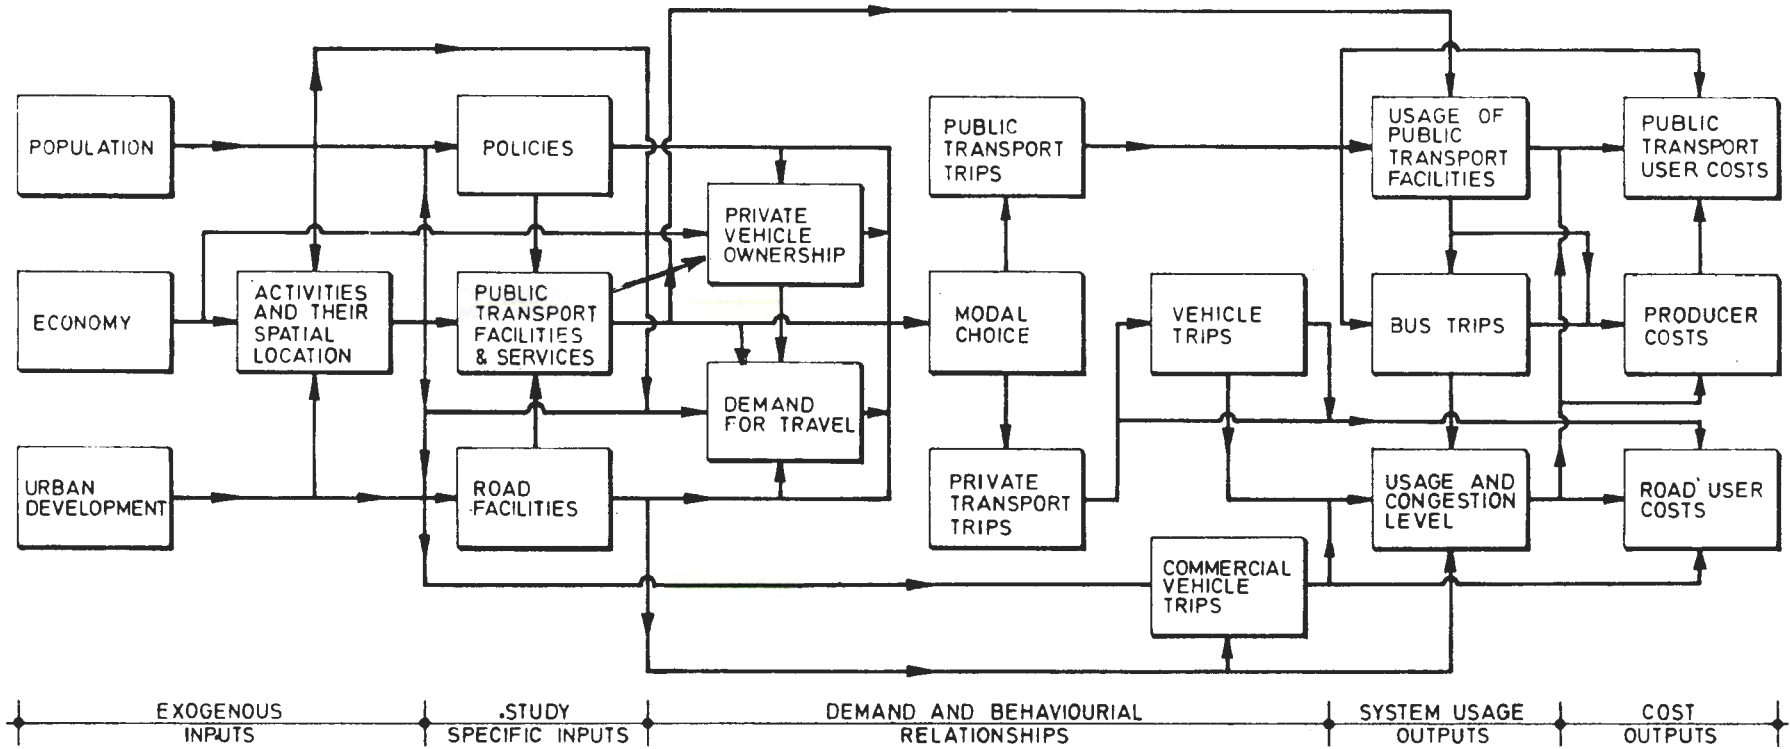 POPULATION
ECONOMY
URBAN
DEVELOPMENT
ACTIVITIES
AND THEIR
SPATIAL
LOCATION
POLICIES
PUBLIC
TRANSPORT
FACILITIES
& SERVICES
ROAD
FACILITIES
PRIVATE
VEHICLE
OWNERSHIP
DEMAND
FOR TRAVEL
PUBLIC
TRANSPORT
TRIPS
MODAL
CHOICE
PRIVATE
TRANSPORT
TRIPS
VEHICLE
TRIPS
COMMERCIAL
VEHICLE
TRIPS
USAGE OF
PUBLIC
TRANSPORT
FACILITIES
BUS TRIPS
USAGE AND
CONGESTION
LEVEL
PUBLIC
TRANSPORT
USER COSTS
PRODUCER
COSTS
ROAD USER
COSTS
EXOGENOUS
INPUTS
STUDY
SPECIFIC INPUTS
DEMAND AND BEHAVIOURIAL
RELATIONSHIPS
SYSTEM USAGE
OUTPUTS
COST
OUTPUTS